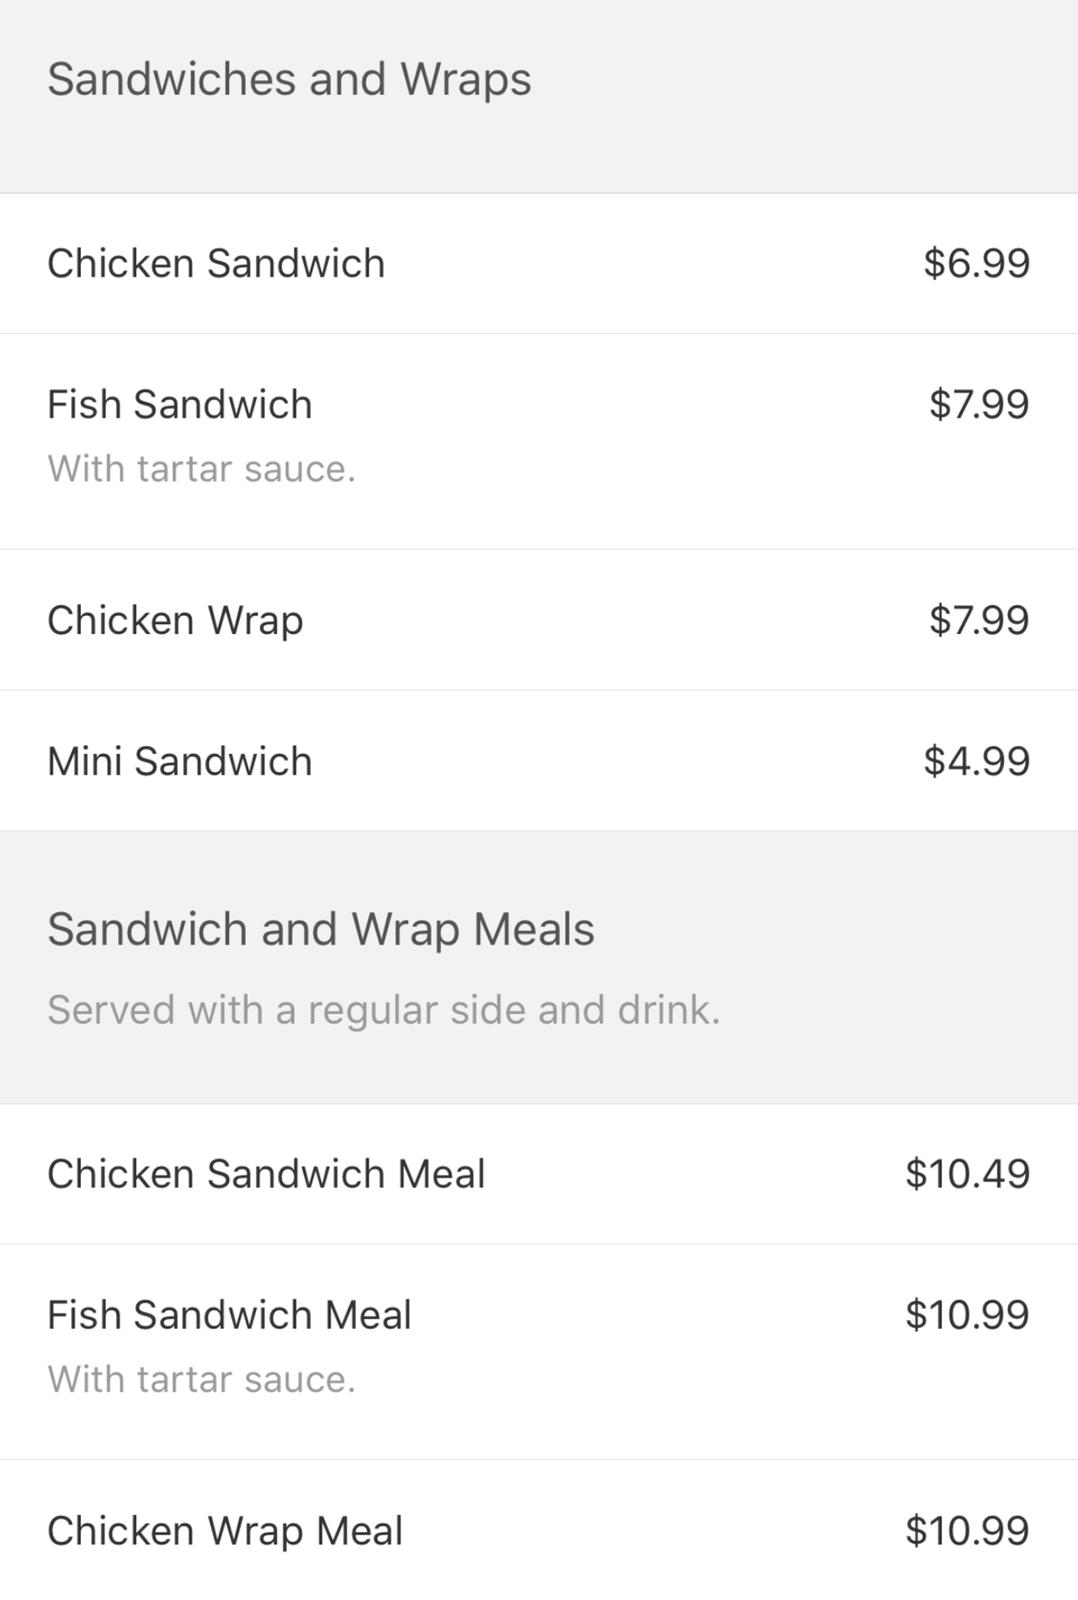 Sandwiches and Wraps
Chicken Sandwich $6.99
Fish Sandwich $7.99
With tartar sauce.
Chicken Wrap $7.99
Mini Sandwich $4.99
Sandwich and Wrap Meals
Served with a regular side and drink.
Chicken Sandwich Meal $10.49
Fish Sandwich Meal $10.99
With tartar sauce.
Chicken Wrap Meal $10.99